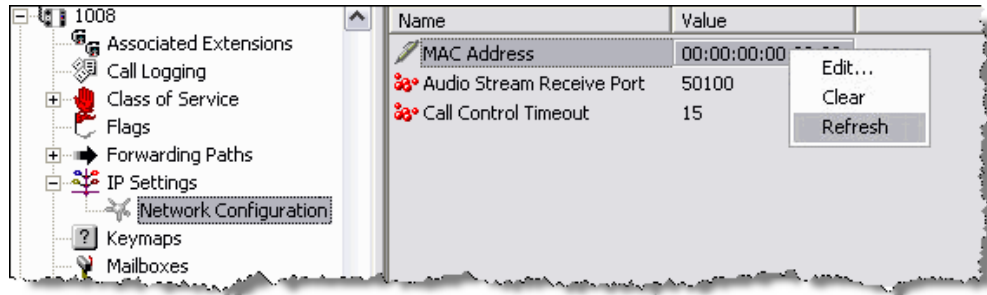 1008
Associated Extensions
Call Logging
Class of Service
Flags
Forwarding Paths
IP Settings
Network Configuration
Keymaps
Mailboxes
Name Value
MAC Address 00:00:00:00
Audio Stream Receive Port 50100
Call Control Timeout 15
Edit...
Clear
Refresh